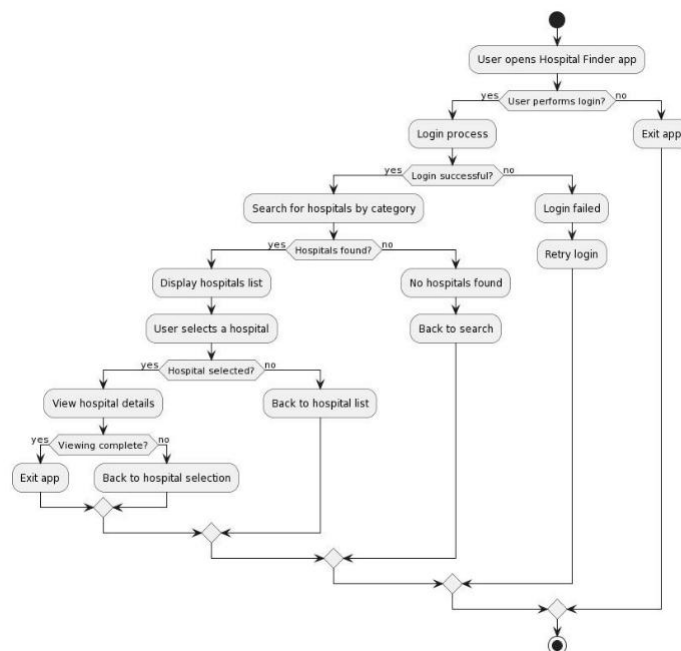 User opens Hospital Finder app
yes
User performs login?
no
Login process
Exit app
yes
Login successful?
no
Search for hospitals by category
Login failed
yes
Hospitals found?
no
Retry login
Display hospitals list
No hospitals found
User selects a hospital
Back to search
yes
Hospital selected?
no
View hospital details
Back to hospital list
yes
Viewing complete?
no
Exit app
Back to hospital selection